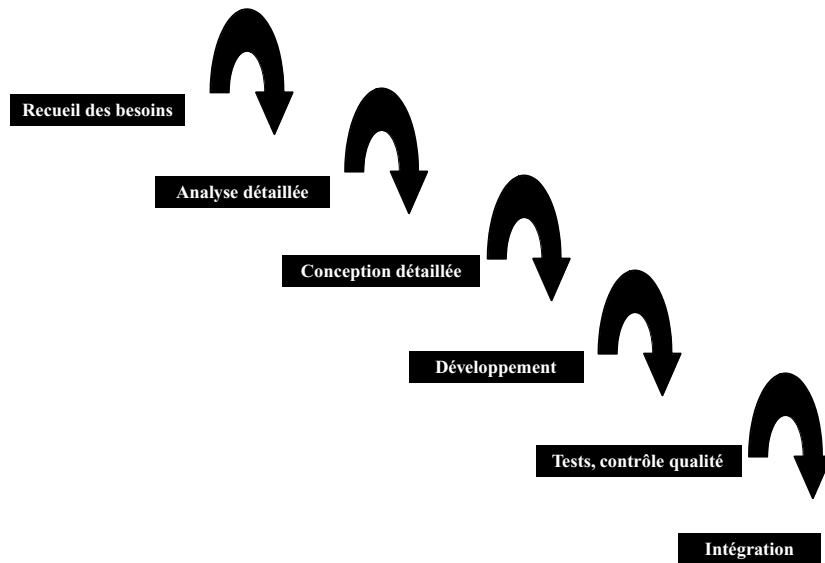 Recueil des besoins
Analyse détaillée
Conception détaillée
Développement
Tests, contrôle qualité
Intégration